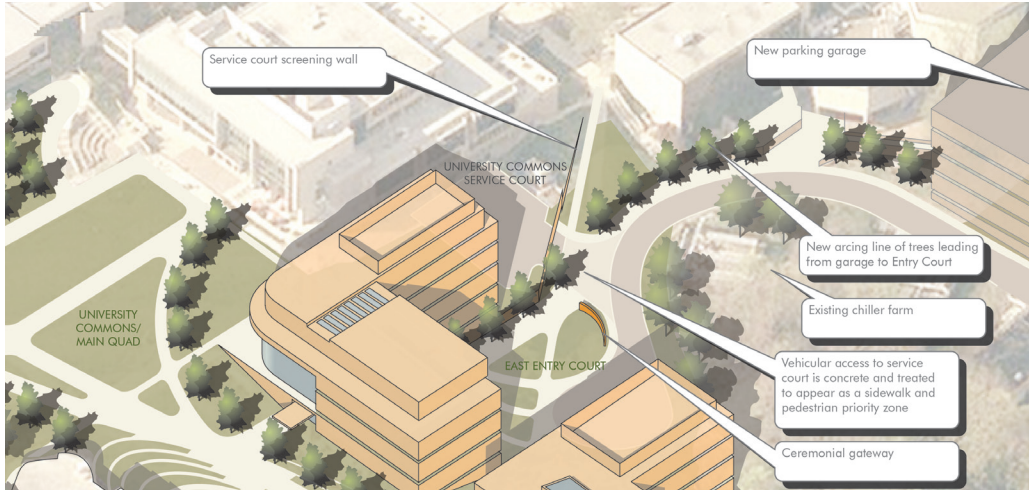 Service court screening wall
New parking garage
UNIVERSITY COMMONS
SERVICE COURT
New arcing line of trees leading
from garage to Entry Court
Existing chiller farm
UNIVERSITY
COMMONS/
MAIN QUAD
EAST ENTRY COURT
Vehicular access to service
court is concrete and treated
to appear as a sidewalk and
pedestrian priority zone
Ceremonial gateway